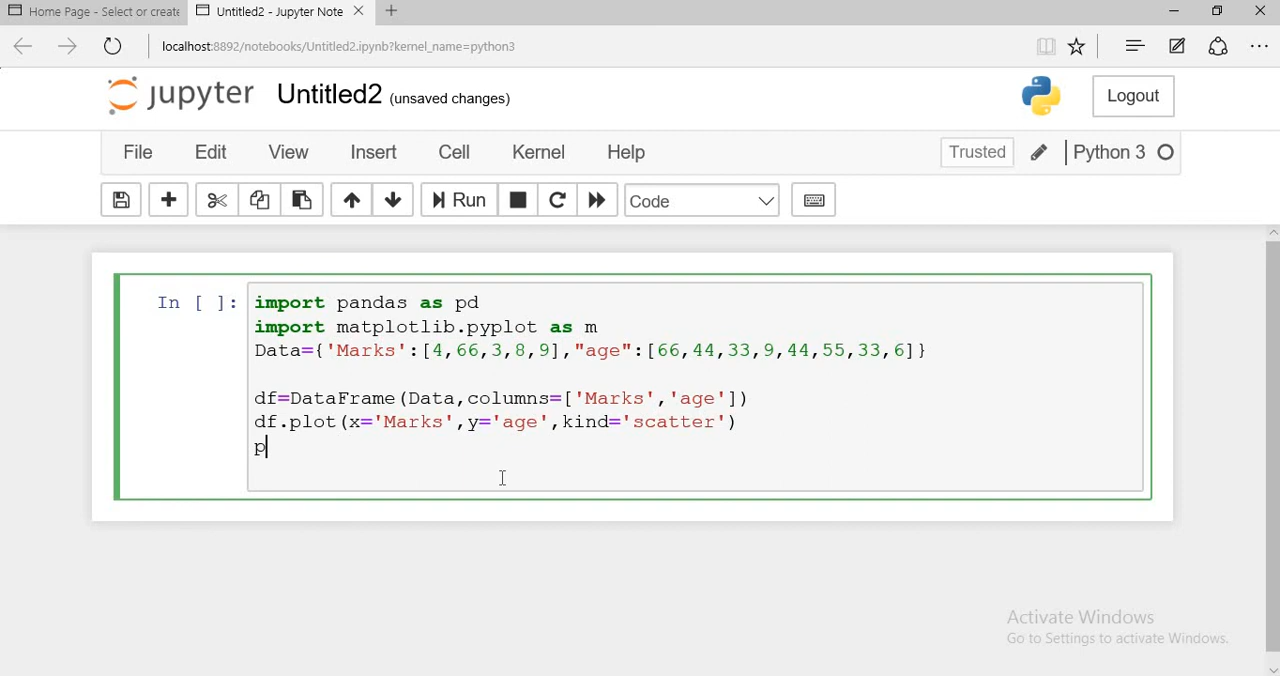 Home Page - Select or create
Untitled2 - Jupyter Note
localhost:8892/notebooks/Untitled2.ipynb?kernel_name=python3
jupyter Untitled2 (unsaved changes)
Logout
File Edit View Insert Cell Kernel Help
Trusted Python 3
Run Code
In [ ]:
import pandas as pd
import matplotlib.pyplot as m
Data={'Marks':[4,66,3,8,9],"age":[66,44,33,9,44,55,33,6]}
df=DataFrame(Data,columns=['Marks','age'])
df.plot(x='Marks',y='age',kind='scatter')
p
Activate Windows
Go to Settings to activate Windows.